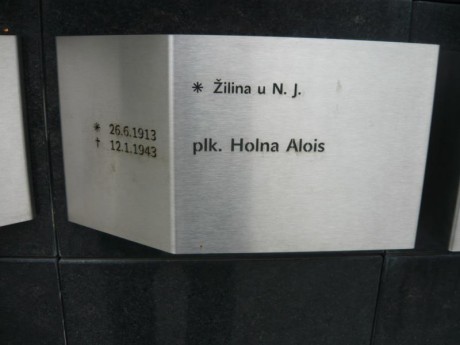 * 26.6.1913
† 12.1.1943
* Žilina u N. J.
plk. Holna Alois